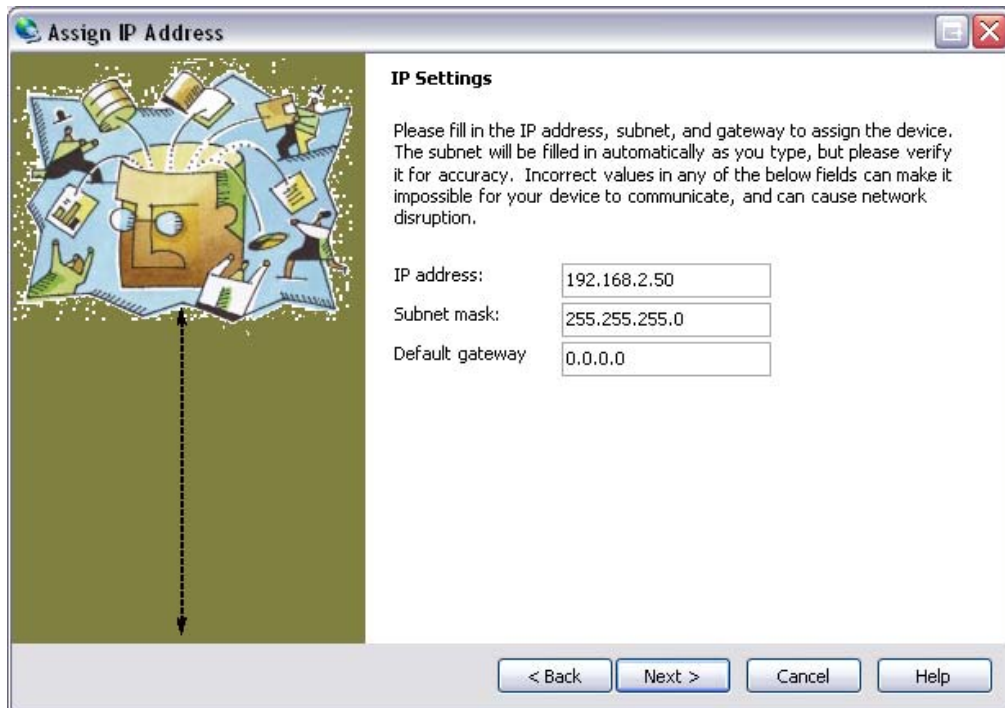 Assign IP Address
IP Settings
Please fill in the IP address, subnet, and gateway to assign the device.
The subnet will be filled in automatically as you type, but please verify
it for accuracy.  Incorrect values in any of the below fields can make it
impossible for your device to communicate, and can cause network
disruption.
IP address: 192.168.2.50
Subnet mask: 255.255.255.0
Default gateway 0.0.0.0
< Back Next > Cancel Help